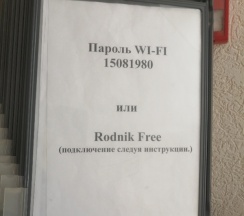 Пароль WI-FI
15081980
или
Rodnik Free
(подключение следуя инструкции.)